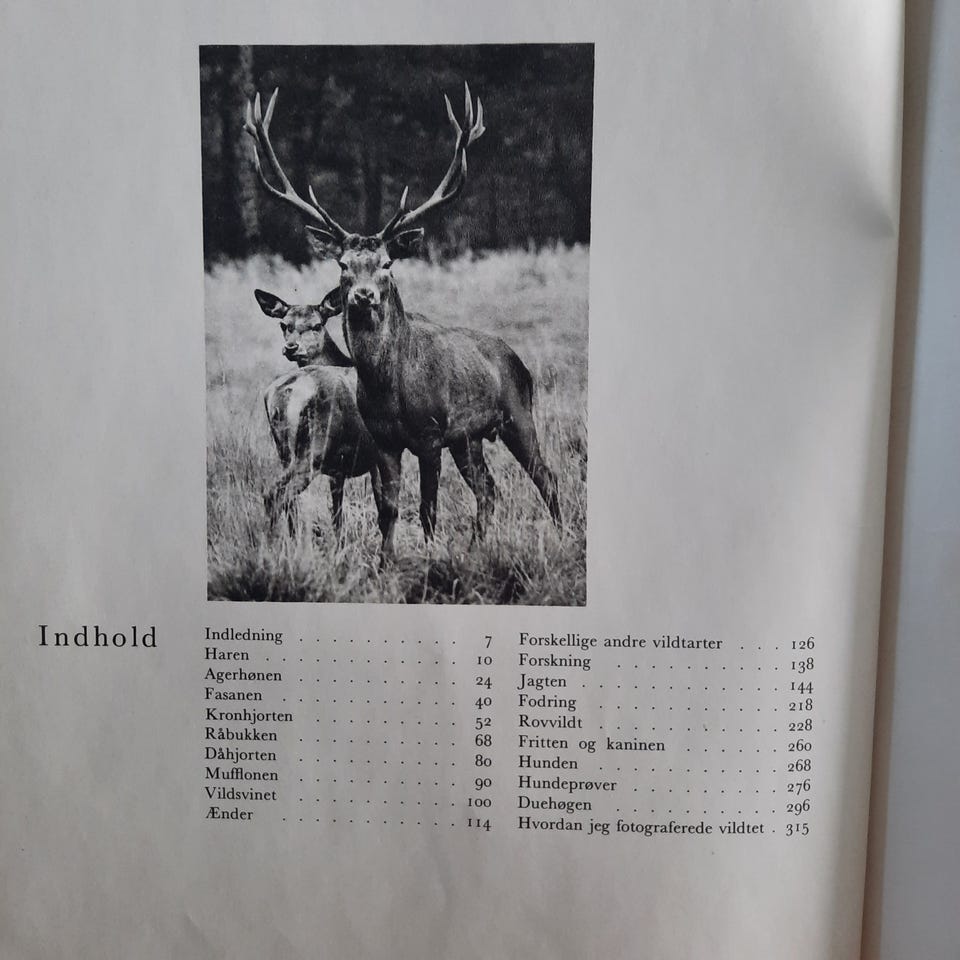 Indhold
Indledning . . . . . . . . . . 7
Haren . . . . . . . . . . . 10
Agerhønen . . . . . . . . . . 24
Fasanen . . . . . . . . . . 40
Kronhjorten . . . . . . . . . 52
Råbukken . . . . . . . . . . 68
Dåhjorten . . . . . . . . . . 80
Mufflonen . . . . . . . . . . 90
Vildsvinet . . . . . . . . . . 100
Ænder . . . . . . . . . . 114
Forskellige andre vildtarter . . . 126
Forskning . . . . . . . . . 138
Jagten . . . . . . . . . . 144
Fodring . . . . . . . . . . 218
Rovvildt . . . . . . . . . . 228
Fritten og kaninen . . . . . . 260
Hunden . . . . . . . . . . 268
Hundeprøver . . . . . . . . 276
Duehøgen . . . . . . . . . 296
Hvordan jeg fotograferede vildtet . 315